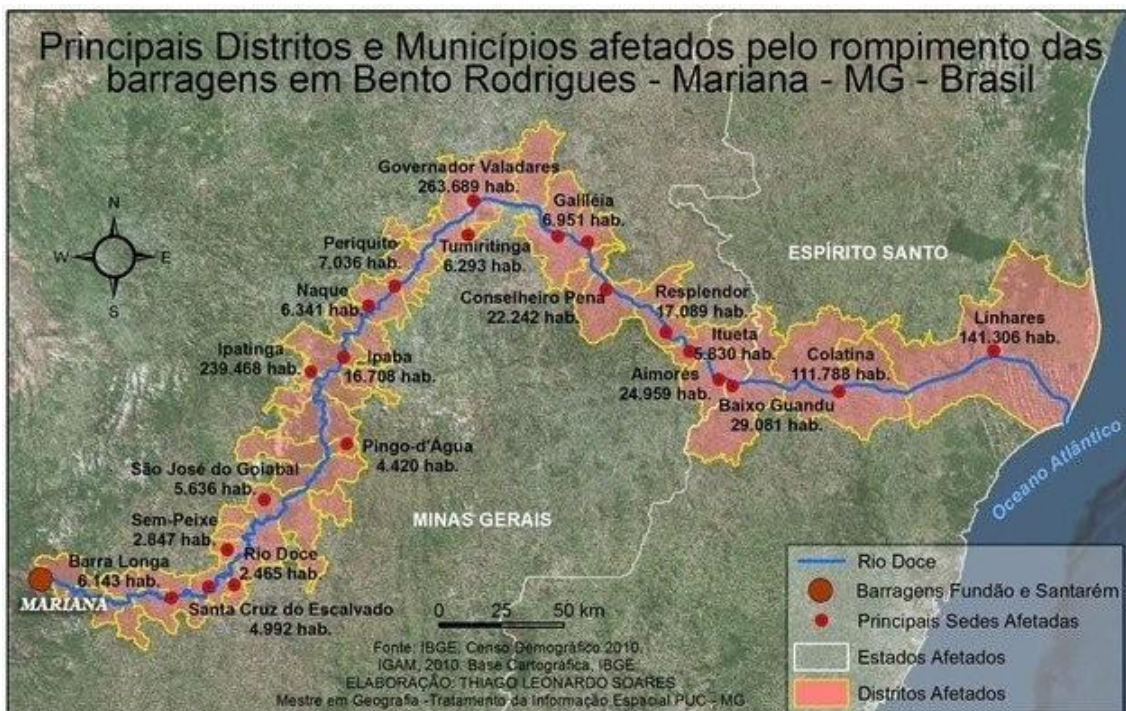 Principais Distritos e Municípios afetados pelo rompimento das
barragens em Bento Rodrigues - Mariana - MG - Brasil
Governador Valadares
263.689 hab.
Galiléia
6.951 hab.
N
W
E
S
Periquito
7.036 hab.
Tumiritinga
6.293 hab.
ESPÍRITO SANTO
Naque
6.341 hab.
Conselheiro Pena
22.242 hab.
Resplendor
17.089 hab.
Linhares
141.306 hab.
Itueta
5.830 hab.
Ipatinga
239.468 hab.
Ipaba
16.708 hab.
Colatina
111.788 hab.
Aimorés
24.959 hab.
Baixo Guandu
29.081 hab.
Pingo-d'Água
4.420 hab.
São José do Goiabal
5.636 hab.
Oceano Atlântico
MINAS GERAIS
Sem-Peixe
2.847 hab.
Barra Longa
6.143 hab.
Rio Doce
2.465 hab.
MARIANA
Santa Cruz do Escalvado
4.992 hab.
0 25 50 km
Fonte: IBGE, Censo Demográfico 2010.
IGAM, 2010. Base Cartográfica, IBGE
ELABORAÇÃO: THIAGO LEONARDO SOARES
Mestre em Geografia -Tratamento da Informação Espacial PUC - MG
Rio Doce
Barragens Fundão e Santarém
Principais Sedes Afetadas
Estados Afetados
Distritos Afetados